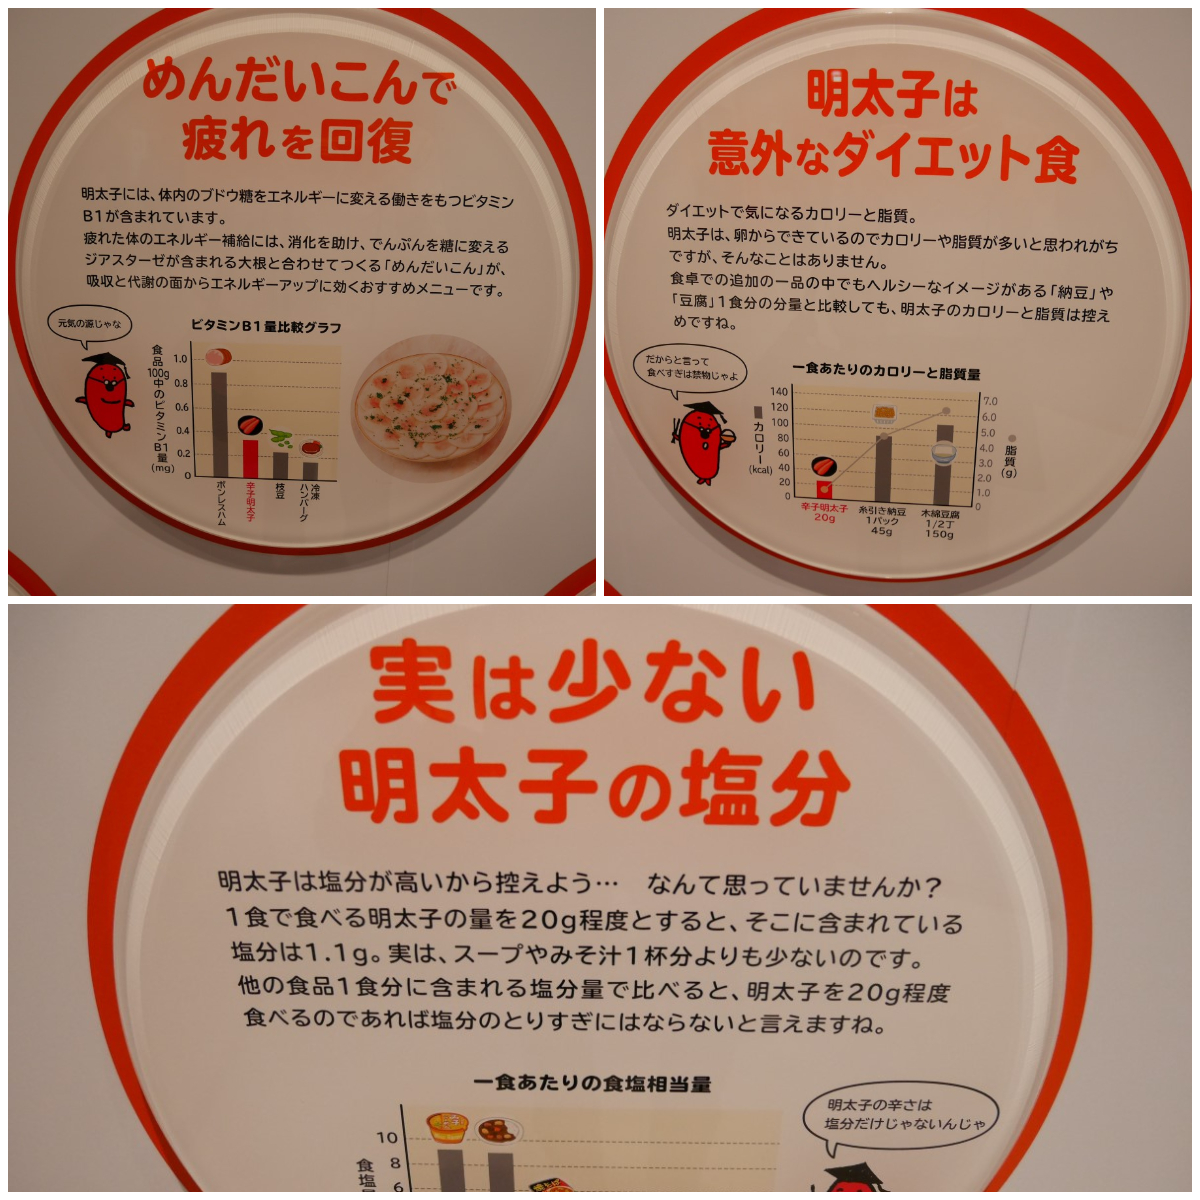 めんだいこんで
疲れを回復
明太子には、体内のブドウ糖をエネルギーに変える働きをもつビタミン
B1が含まれています。
疲れた体のエネルギー補給には、消化を助け、でんぷんを糖に変える
ジアスターゼが含まれる大根と合わせてつくる「めんだいこん」が、
吸収と代謝の面からエネルギーアップに効くおすすめメニューです。
元気の源じゃな
ビタミンB1量比較グラフ
食品100g中のビタミンB1量(mg)
1.0
0.8
0.6
0.4
0.2
0
ボンレスハム
辛子明太子
枝豆
冷凍
ハンバーグ
明太子は
意外なダイエット食
ダイエットで気になるカロリーと脂質。
明太子は、卵からできているのでカロリーや脂質が多いと思われがち
ですが、そんなことはありません。
食卓での追加の一品の中でもヘルシーなイメージがある「納豆」や
「豆腐」1食分の分量と比較しても、明太子のカロリーと脂質は控え
めですね。
だからと言って
食べすぎは禁物じゃよ
一食あたりのカロリーと脂質量
カロリー(kcal)
140
120
100
80
60
40
20
0
7.0
6.0
5.0
4.0
3.0
2.0
1.0
0
脂質(g)
辛子明太子
20g
糸引き納豆
1パック
45g
木綿豆腐
1/2丁
150g
実は少ない
明太子の塩分
明太子は塩分が高いから控えよう… なんて思っていませんか?
1食で食べる明太子の量を20g程度とすると、そこに含まれている
塩分は1.1g。実は、スープやみそ汁1杯分よりも少ないのです。
他の食品1食分に含まれる塩分量で比べると、明太子を20g程度
食べるのであれば塩分のとりすぎにはならないと言えますね。
一食あたりの食塩相当量
明太子の辛さは
塩分だけじゃないんじゃ
10
8
6
食塩